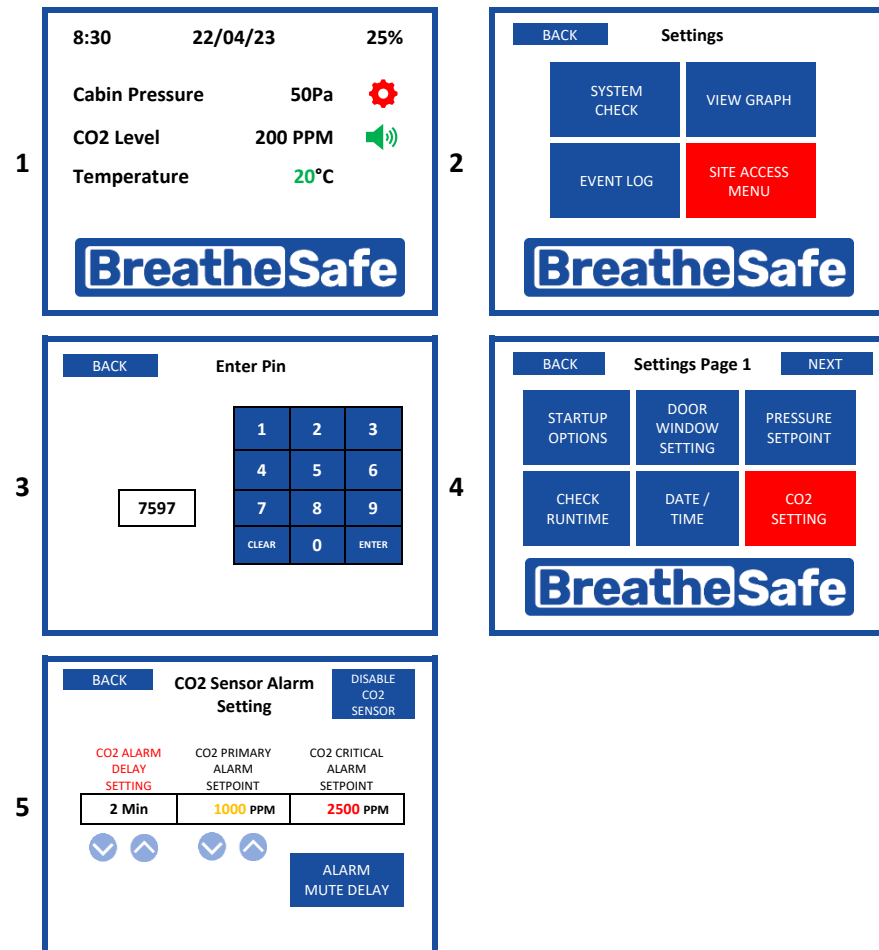 1
8:30 22/04/23 25%
Cabin Pressure 50Pa
CO2 Level 200 PPM
Temperature 20°C
BreatheSafe
2
BACK Settings
SYSTEM
CHECK
VIEW GRAPH
EVENT LOG
SITE ACCESS
MENU
BreatheSafe
3
BACK Enter Pin
7597
1 2 3
4 5 6
7 8 9
CLEAR 0 ENTER
4
BACK Settings Page 1 NEXT
STARTUP
OPTIONS
DOOR
WINDOW
SETTING
PRESSURE
SETPOINT
CHECK
RUNTIME
DATE /
TIME
CO2
SETTING
BreatheSafe
5
BACK
CO2 Sensor Alarm
Setting
DISABLE
CO2
SENSOR
CO2 ALARM
DELAY
SETTING
CO2 PRIMARY
ALARM
SETPOINT
CO2 CRITICAL
ALARM
SETPOINT
2 Min 1000 PPM 2500 PPM
ALARM
MUTE DELAY